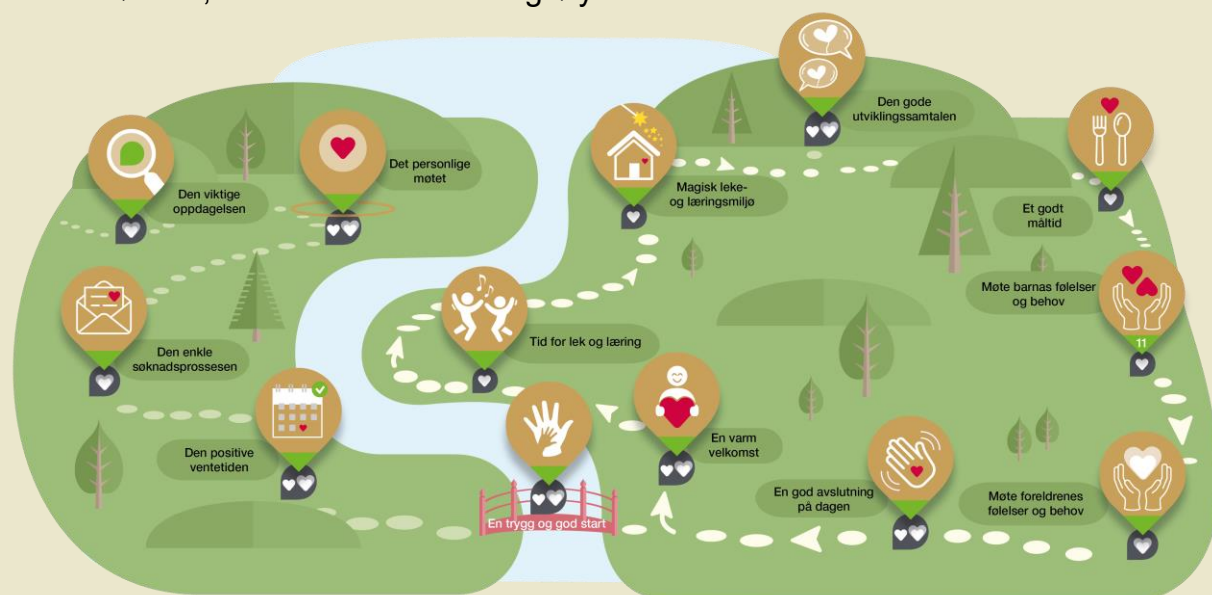 Den gode
utviklingssamtalen
Det personlige
møtet
Den viktige
oppdagelsen
Magisk leke-
og læringsmiljø
Et godt
måltid
Møte barnas følelser
og behov
11
Tid for lek og læring
Den enkle
søknadsprossesen
Den positive
ventetiden
En varm
velkomst
En god avslutning
på dagen
Møte foreldrenes
følelser og behov
En trygg og god start